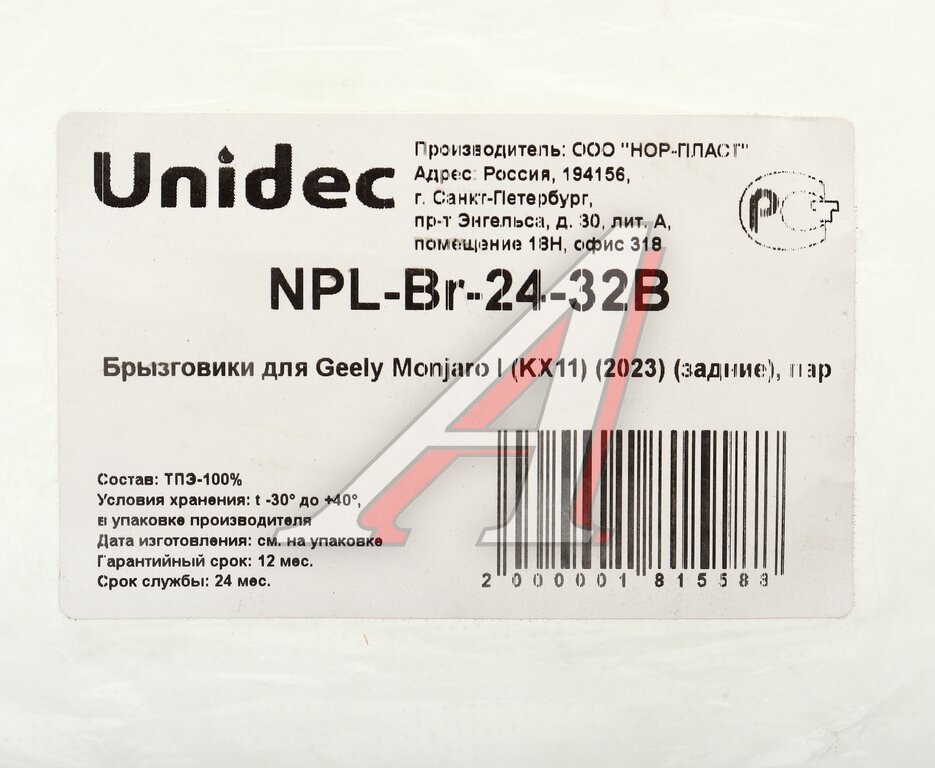 Unidec
Производитель: ООО "НОР-ПЛАСТ"
Адрес: Россия, 194156,
г. Санкт-Петербург,
пр-т Энгельса, д. 30, лит. А,
помещение 18Н, офис 318
NPL-Br-24-32B
Брызговики для Geely Monjaro I (KX11) (2023) (задние), пар
Состав: ТПЭ-100%
Условия хранения: t -30° до +40°,
в упаковке производителя
Дата изготовления: см. на упаковке
Гарантийный срок: 12 мес.
Срок службы: 24 мес.
2 000001 815588